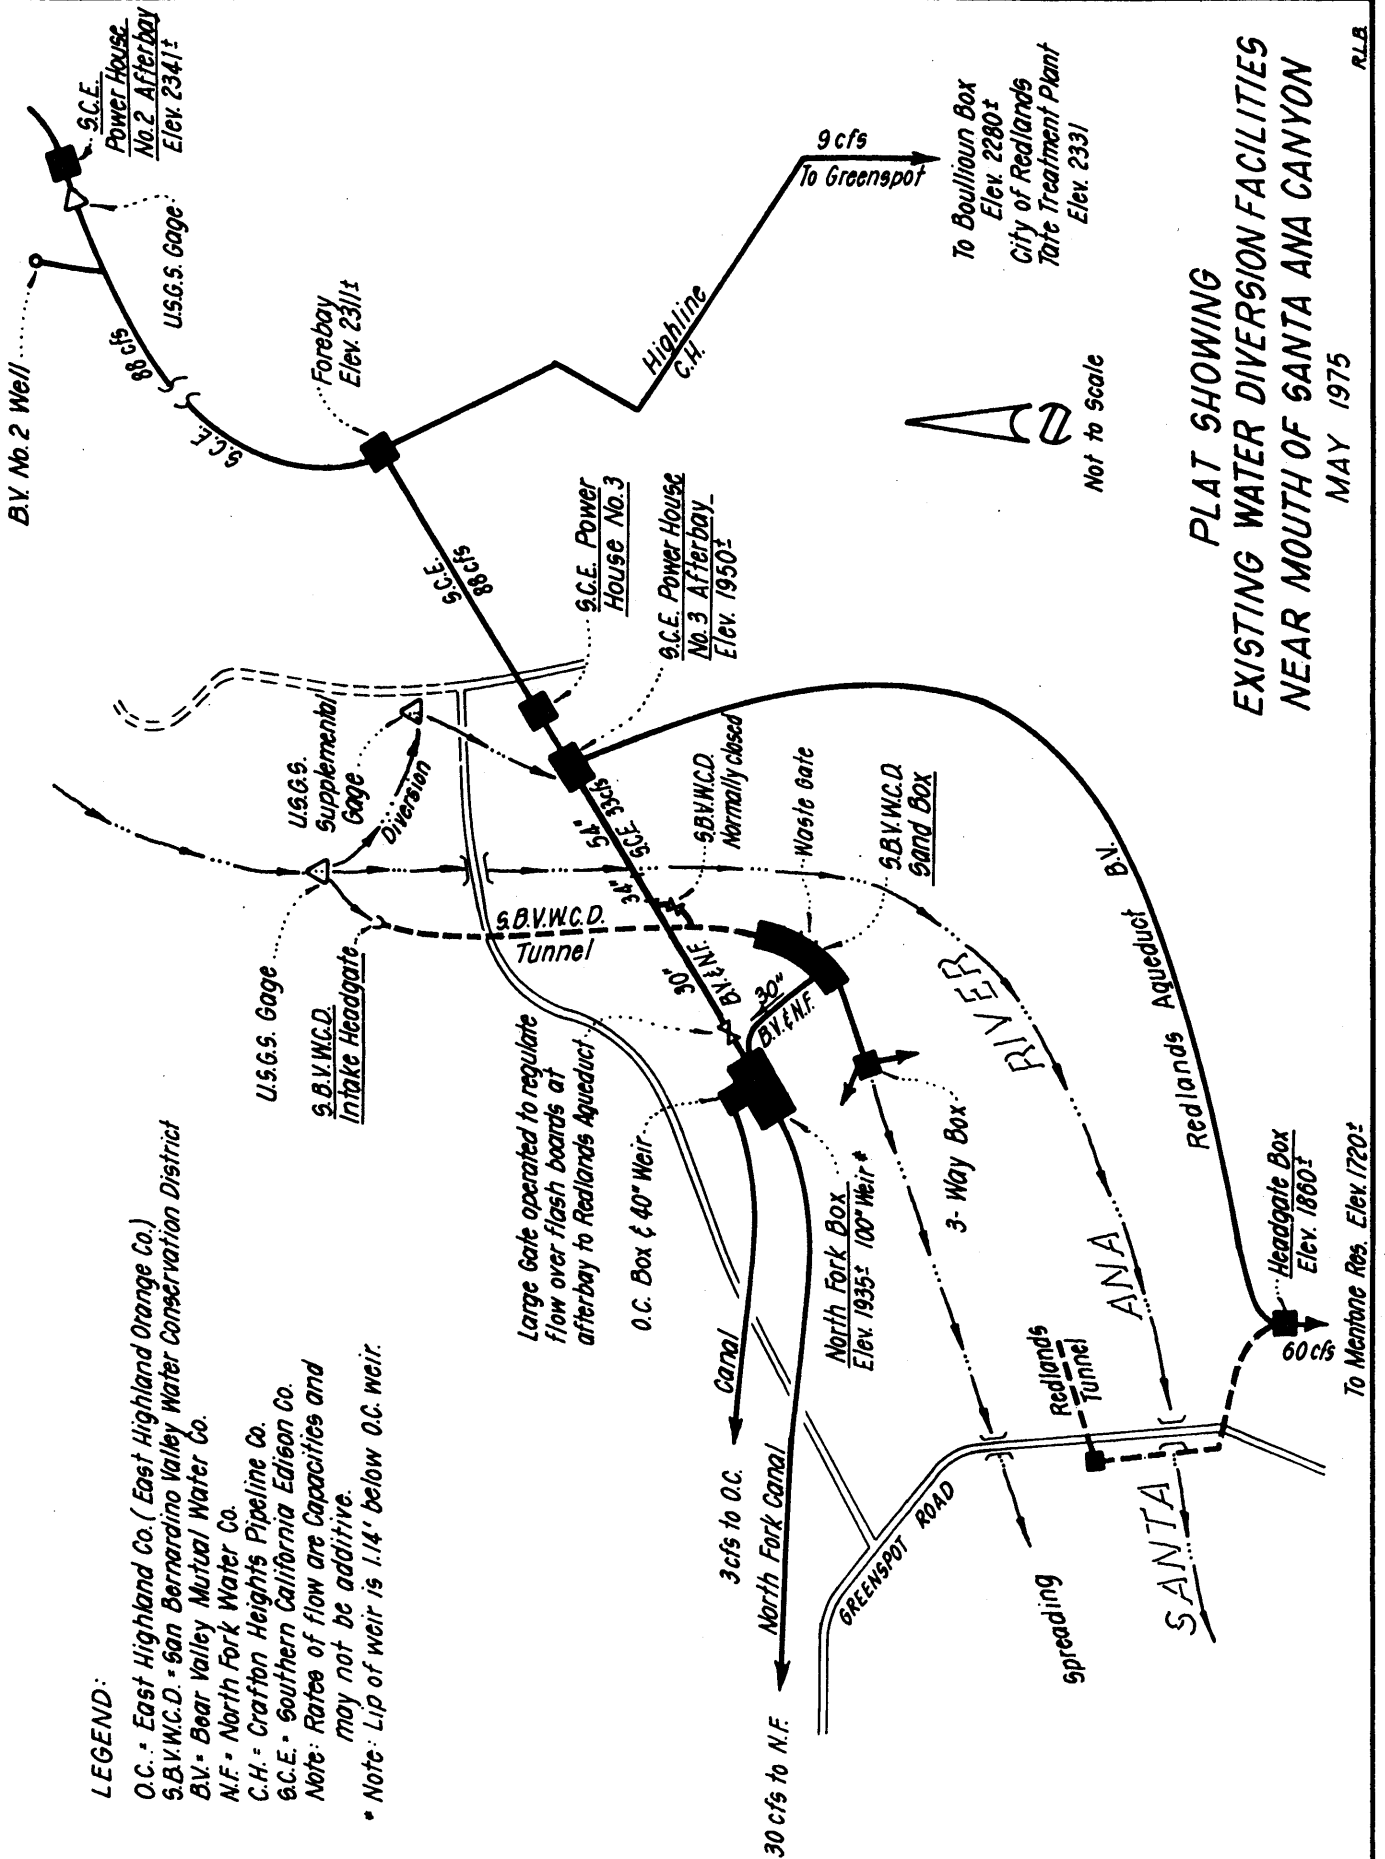 LEGEND:
O.C. = East Highland Co. ( East Highland Orange Co.)
S.B.V.W.C.D. = San Bernardino Valley Water Conservation District
B.V. = Bear Valley Mutual Water Co.
N.F. = North Fork Water Co.
C.H. = Crafton Heights Pipeline Co.
S.C.E. = Southern California Edison Co.
Note: Rates of flow are Capacities and
may not be additive.
* Note: Lip of weir is 1.14' below O.C. weir.
B.V. No. 2 Well
S.C.E.
Power House
No. 2 Afterbay
Elev. 2341±
U.S.G.S. Gage
88 cfs
S.C.E.
Forebay
Elev. 2311±
Highline
C.H.
9 cfs
To Greenspot
To Boullioun Box
Elev. 2280±
City of Redlands
Tate Treatment Plant
Elev. 2331
S.C.E.
88 cfs
S.C.E. Power
House No. 3
S.C.E. Power House
No. 3 Afterbay
Elev. 1950±
U.S.G.S.
Supplemental
Gage
Diversion
U.S.G.S. Gage
S.B.V.W.C.D.
Intake Headgate
S.B.V.W.C.D.
Tunnel
54"
S.C.E. 33cfs
34"
S.B.V.W.C.D.
Normally closed
30"
B.V. & N.F.
Waste Gate
S.B.V.W.C.D.
Sand Box
30"
B.V. & N.F.
Large Gate operated to regulate
flow over flash boards at
afterbay to Redlands Aqueduct
O.C. Box & 40" Weir
North Fork Box
Elev. 1935± 100" Weir *
3-Way Box
Canal
3 cfs to O.C.
North Fork Canal
30 cfs to N.F.
GREENSPOT ROAD
Spreading
SANTA ANA RIVER
Redlands
Tunnel
Redlands Aqueduct B.V.
Headgate Box
Elev. 1860±
60 cfs
To Mentone Res. Elev. 1720±
Not to Scale
PLAT SHOWING
EXISTING WATER DIVERSION FACILITIES
NEAR MOUTH OF SANTA ANA CANYON
MAY 1975
R.L.B.